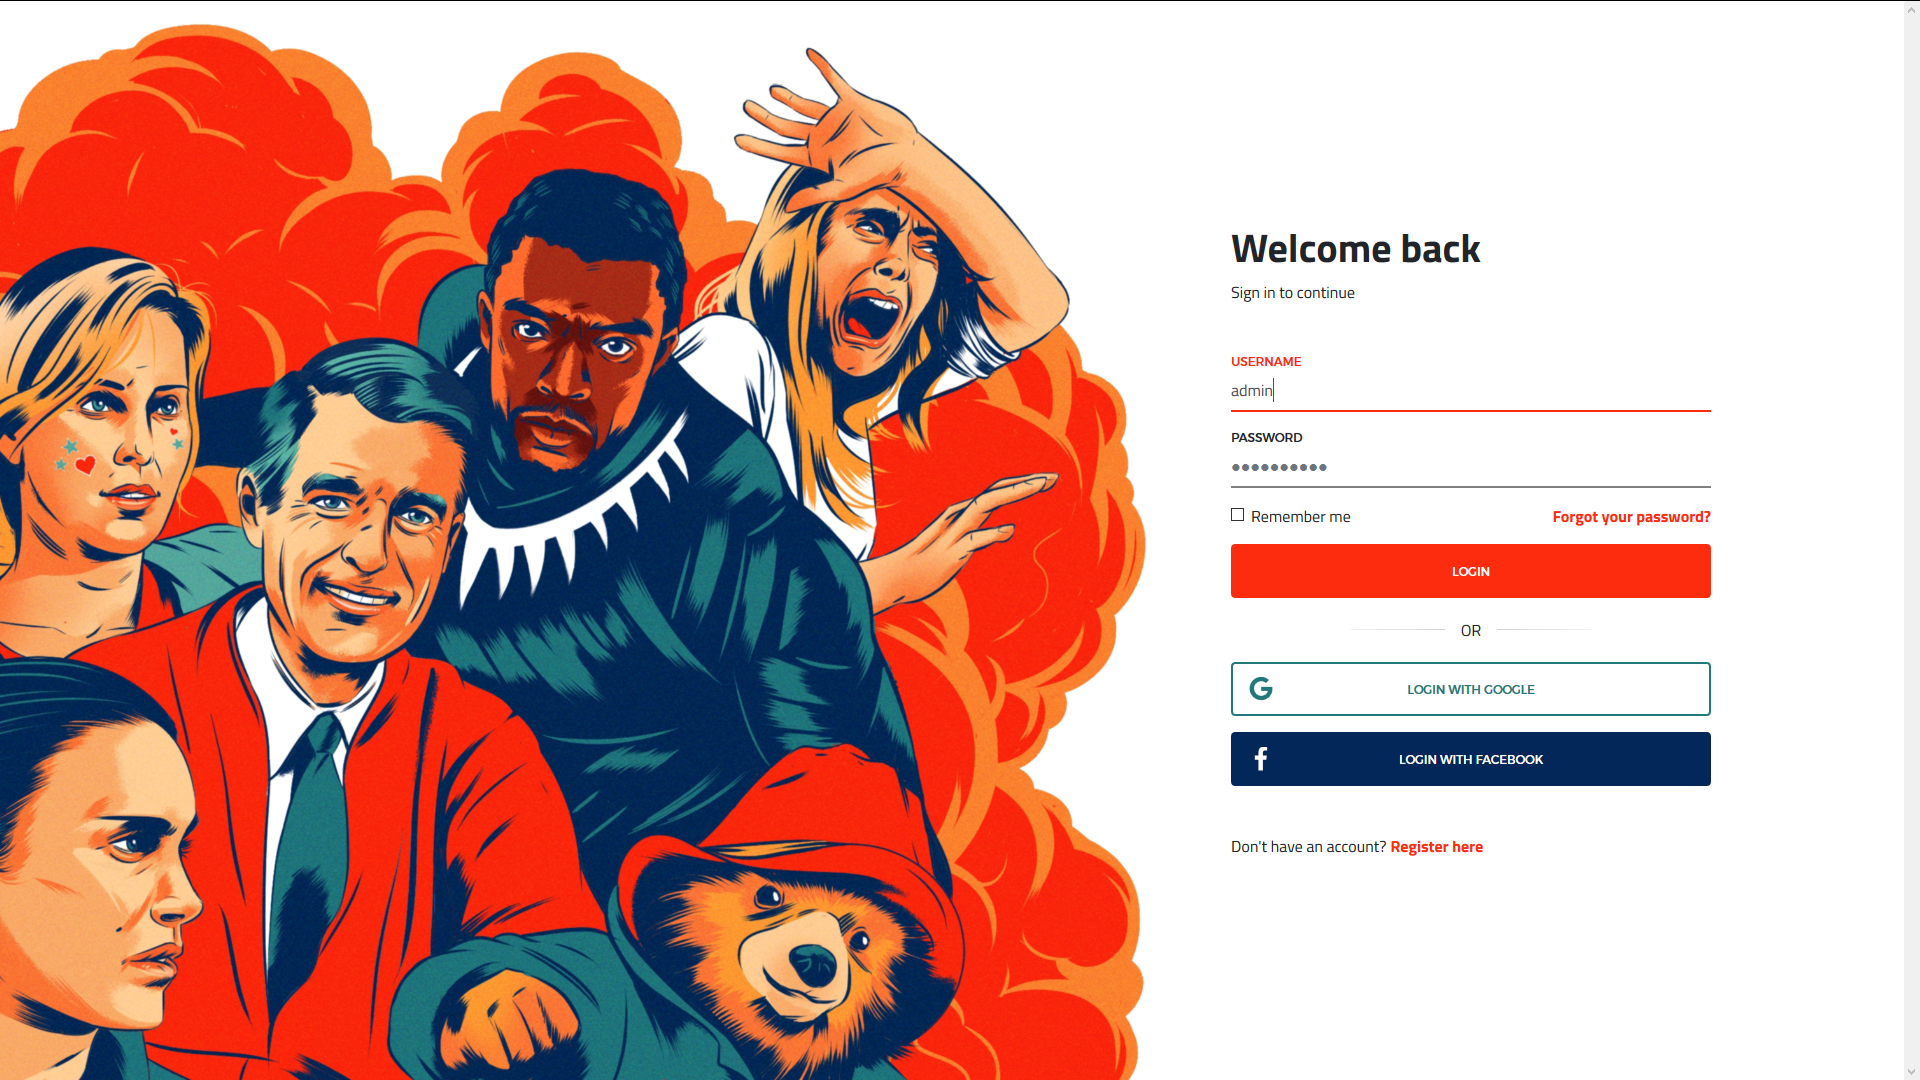 Welcome back
Sign in to continue
USERNAME
admin
PASSWORD
••••••••••
Remember me
Forgot your password?
LOGIN
OR
LOGIN WITH GOOGLE
LOGIN WITH FACEBOOK
Don't have an account? Register here